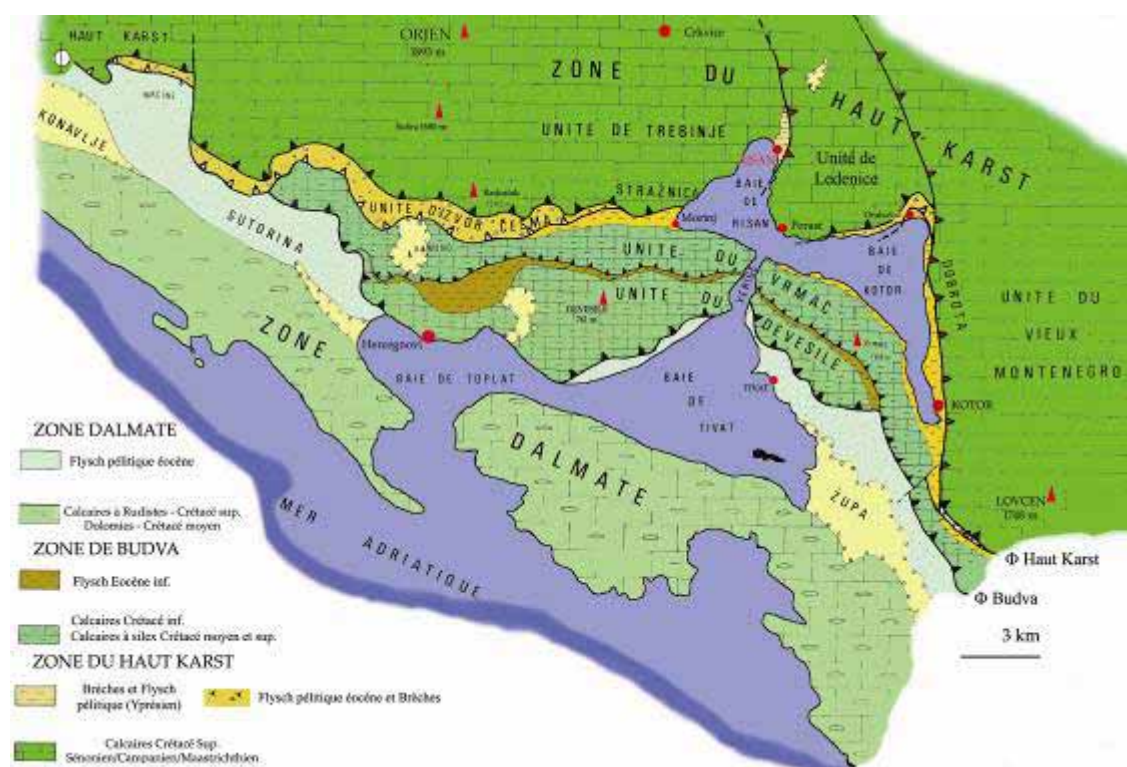 HAUT KARST
ORJEN
1893 m
Crkvice
ZONE DU
HAUT KARST
KONAVLJE
UNITE DE TREBINJE
RISAN
Unité de
Ledenice
STRAŽNICA
BAIE
DE
RISAN
UNITE D'IZVOR ČESMA
Morinj
Perast
SUTORINA
UNITE DU
VRMAC
BAIE
DE
KOTOR
DOBROTA
UNITE DU
DEVESILE
UNITE DU
VIEUX
MONTENEGRO
ZONE
DALMATE
Hercegnovi
BAIE DE TOPLAT
BAIE
DE
TIVAT
KOTOR
ZUPA
LOVCEN
1748 m
MER
ADRIATIQUE
Φ Haut Karst
Φ Budva
3 km
ZONE DALMATE
Flysch pélitique éocène
Calcaires à Rudistes - Crétacé sup.
Dolomies - Crétacé moyen
ZONE DE BUDVA
Flysch Eocène inf.
Calcaires Crétacé inf.
Calcaires à silex Crétacé moyen et sup.
ZONE DU HAUT KARST
Brèches et Flysch
pélitique (Yprésien)
Flysch pélitique éocène et Brèches
Calcaires Crétacé Sup.
Sénonien/Campanien/Maastrichthien